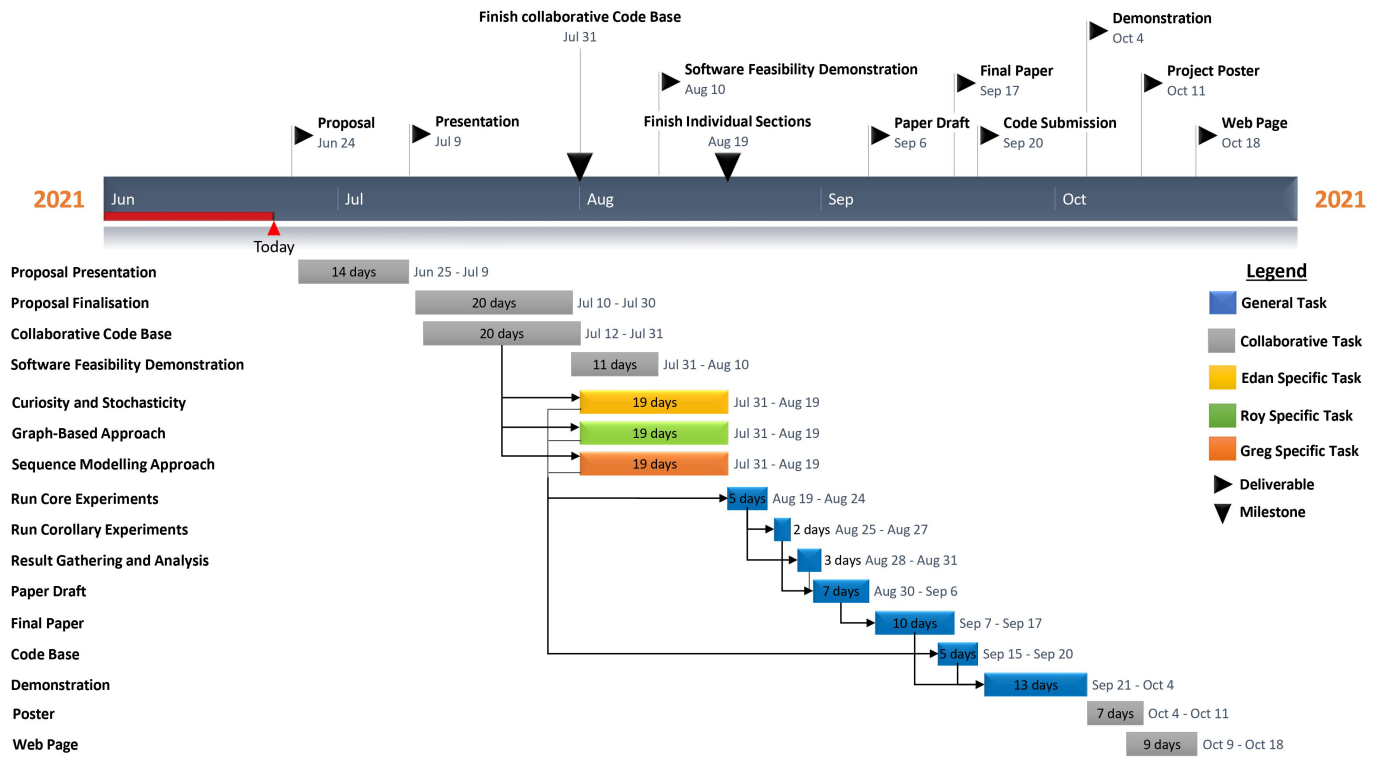 Finish collaborative Code Base
Jul 31
Demonstration
Oct 4
Software Feasibility Demonstration
Aug 10
Final Paper
Sep 17
Project Poster
Oct 11
Proposal
Jun 24
Presentation
Jul 9
Finish Individual Sections
Aug 19
Paper Draft
Sep 6
Code Submission
Sep 20
Web Page
Oct 18
2021
Jun
Jul
Aug
Sep
Oct
2021
Today
Proposal Presentation
14 days
Jun 25 - Jul 9
Proposal Finalisation
20 days
Jul 10 - Jul 30
Collaborative Code Base
20 days
Jul 12 - Jul 31
Software Feasibility Demonstration
11 days
Jul 31 - Aug 10
Curiosity and Stochasticity
19 days
Jul 31 - Aug 19
Graph-Based Approach
19 days
Jul 31 - Aug 19
Sequence Modelling Approach
19 days
Jul 31 - Aug 19
Run Core Experiments
5 days
Aug 19 - Aug 24
Run Corollary Experiments
2 days
Aug 25 - Aug 27
Result Gathering and Analysis
3 days
Aug 28 - Aug 31
Paper Draft
7 days
Aug 30 - Sep 6
Final Paper
10 days
Sep 7 - Sep 17
Code Base
5 days
Sep 15 - Sep 20
Demonstration
13 days
Sep 21 - Oct 4
Poster
7 days
Oct 4 - Oct 11
Web Page
9 days
Oct 9 - Oct 18
Legend
General Task
Collaborative Task
Edan Specific Task
Roy Specific Task
Greg Specific Task
Deliverable
Milestone